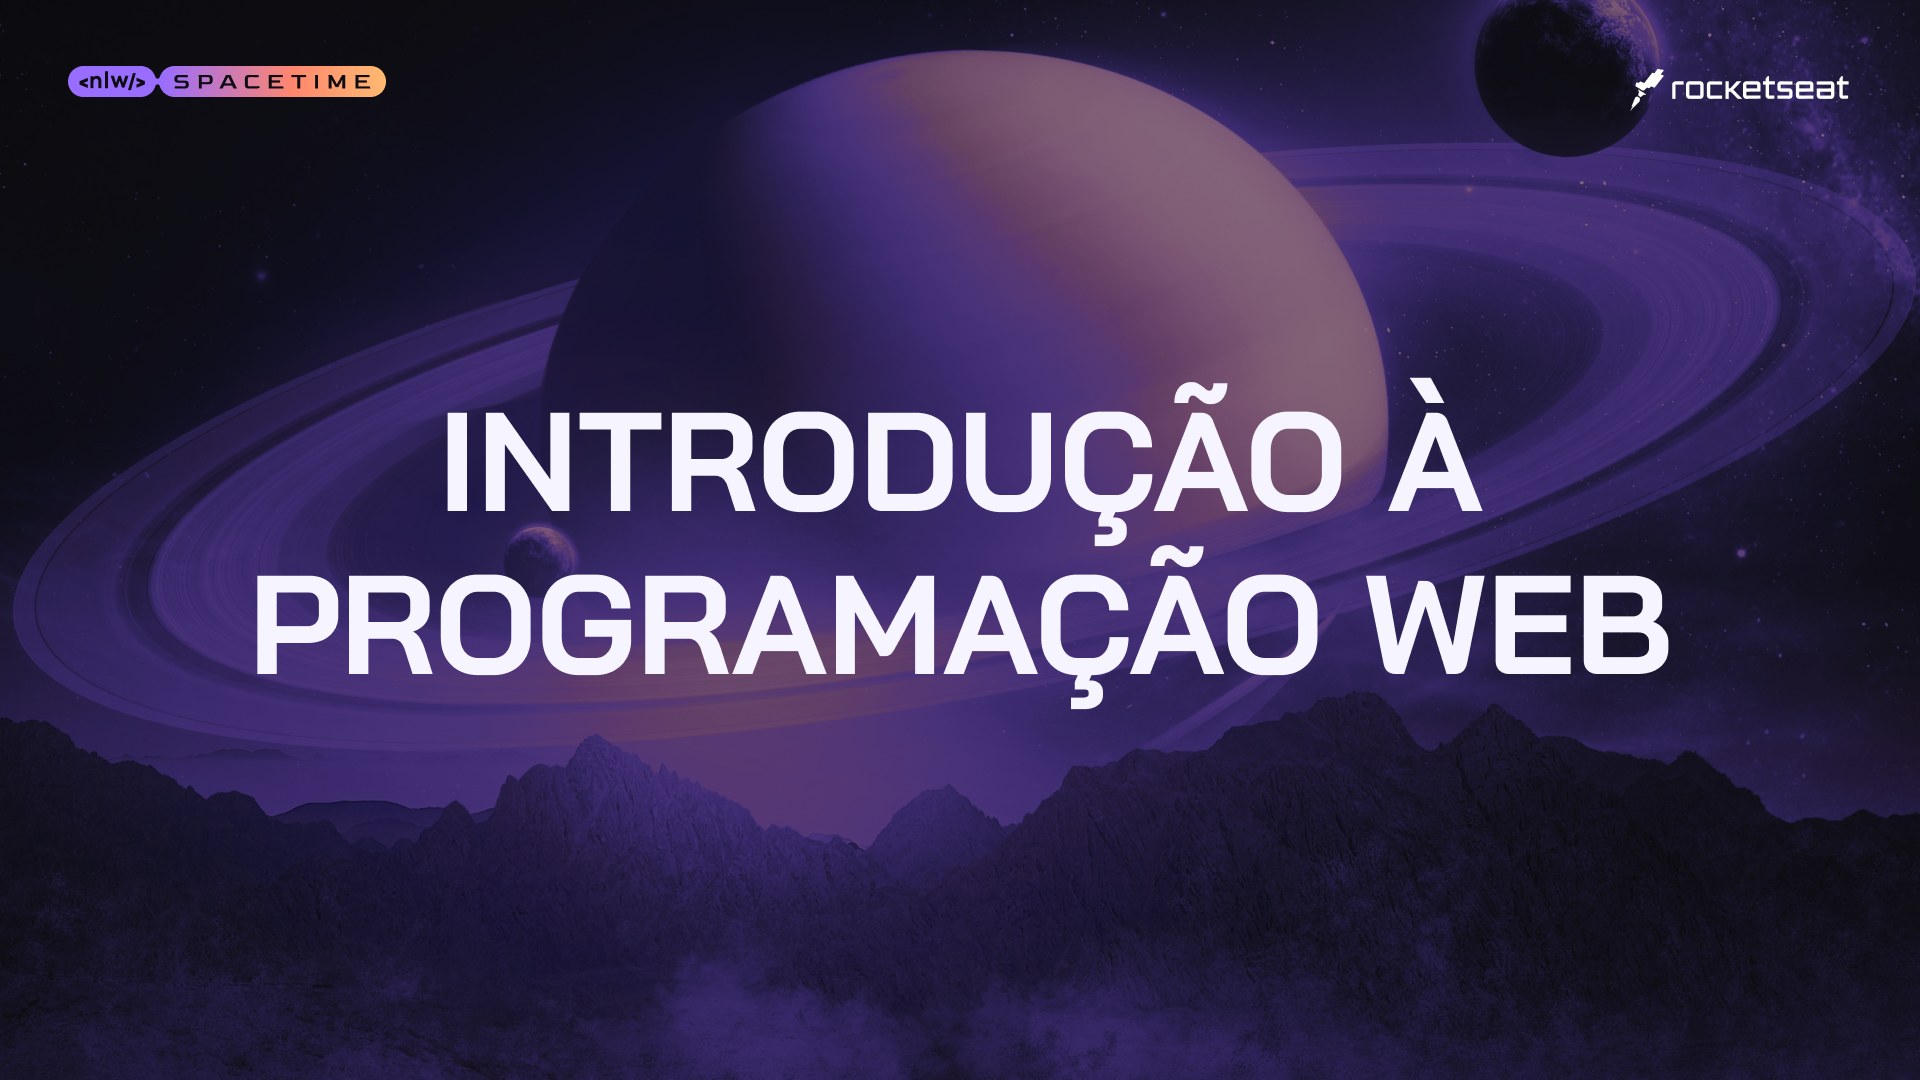 <nlw/> SPACETIME
rocketseat
INTRODUÇÃO À
PROGRAMAÇÃO WEB